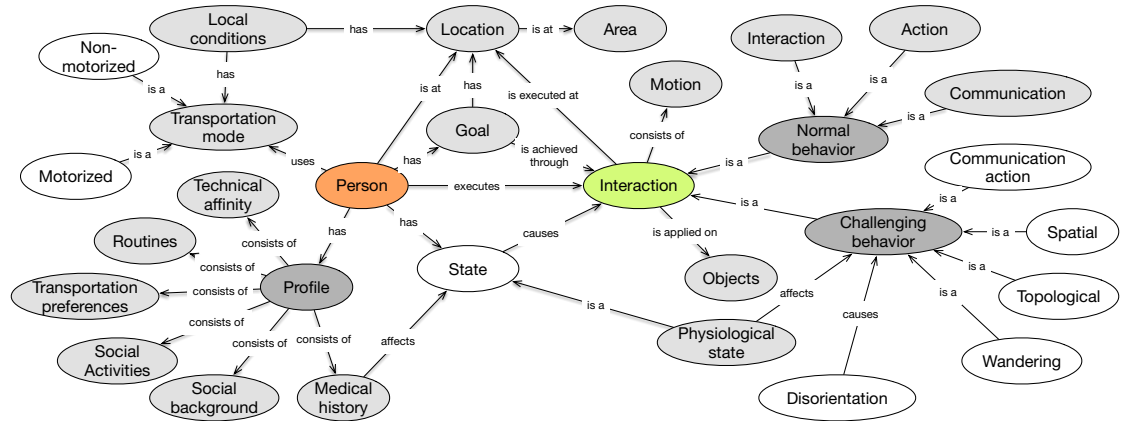 Local
conditions
has
Location
is at
Area
Interaction
Action
Non-
motorized
is a
has
Transportation
mode
is at
has
is executed at
Motion
is a
is a
Communication
Goal
consists of
Normal
behavior
is a
Motorized
is a
uses
has
is achieved
through
is a
Communication
action
Person
executes
Interaction
is a
Technical
affinity
has
has
causes
is applied on
is a
Challenging
behavior
is a
Spatial
Routines
consists of
consists of
State
Objects
is a
Topological
Transportation
preferences
consists of
Profile
affects
is a
is a
consists of
consists of
consists of
affects
Physiological
state
causes
Social
Activities
Wandering
Social
background
Medical
history
Disorientation